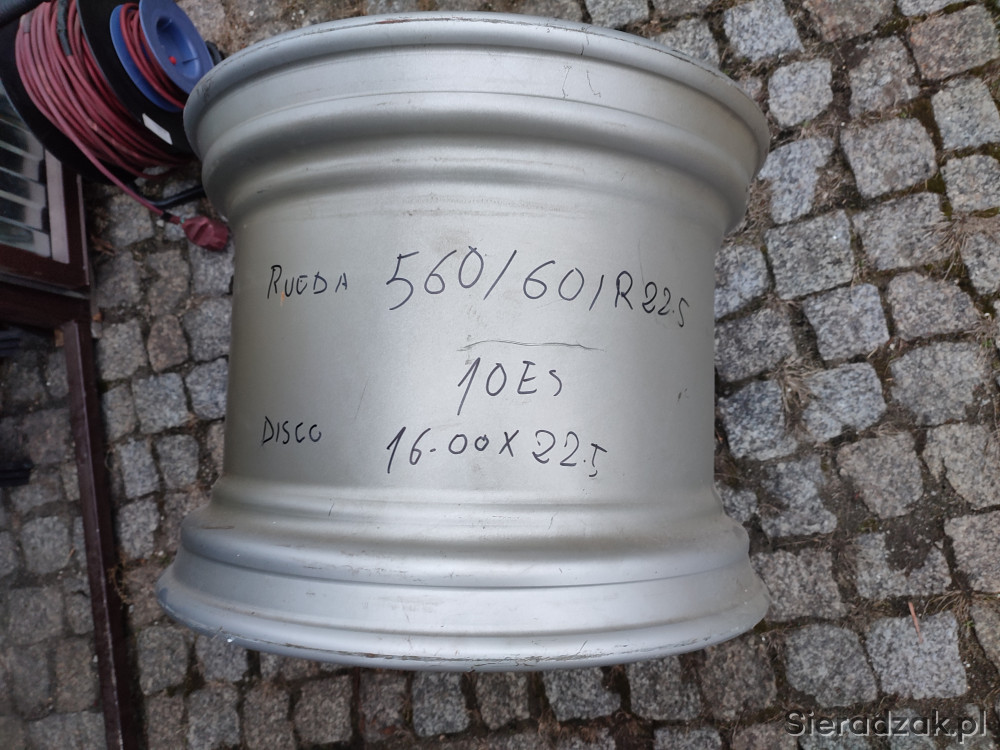 RUEDA 560/60/R22.5
10ES
DISCO 16.00X22.5
Sieradzak.pl